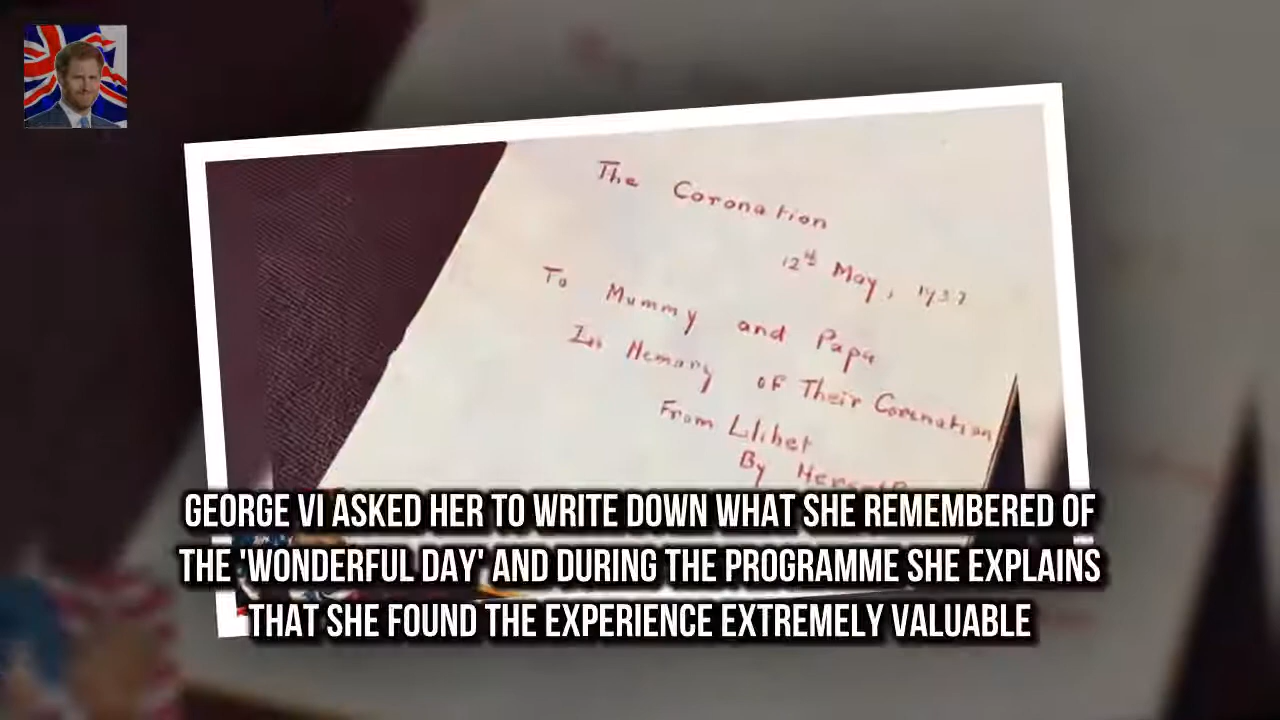 The Coronation
12th May, 1937
To Mummy and Papa
In Memory of Their Coronation
From Lilibet
By Herself
GEORGE VI ASKED HER TO WRITE DOWN WHAT SHE REMEMBERED OF
THE 'WONDERFUL DAY' AND DURING THE PROGRAMME SHE EXPLAINS
THAT SHE FOUND THE EXPERIENCE EXTREMELY VALUABLE